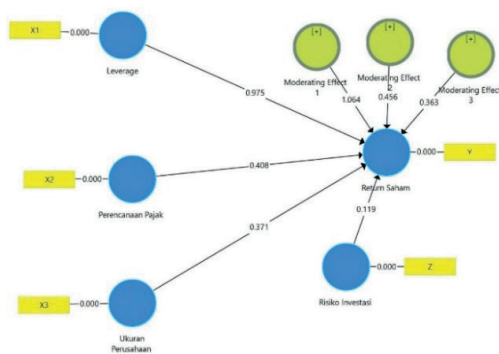 X1
0.000
Leverage
[+]
Moderating Effect
1
[+]
Moderating Effect
2
[+]
Moderating Effect
3
0.975
1.064
0.456
0.363
X2
0.000
Perencanaan Pajak
0.408
Return Saham
0.000
Y
0.371
0.119
X3
0.000
Ukuran
Perusahaan
Risiko Investasi
0.000
Z